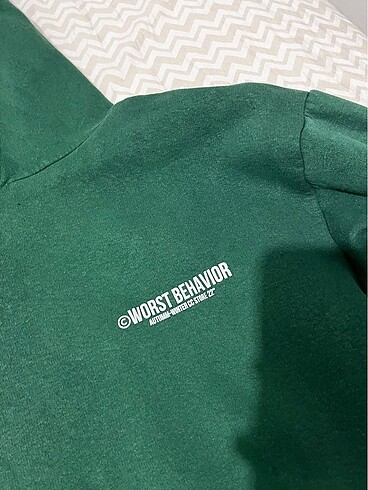 ©WORST BEHAVIOR
AUTUMN-WINTER CC STORE 22"